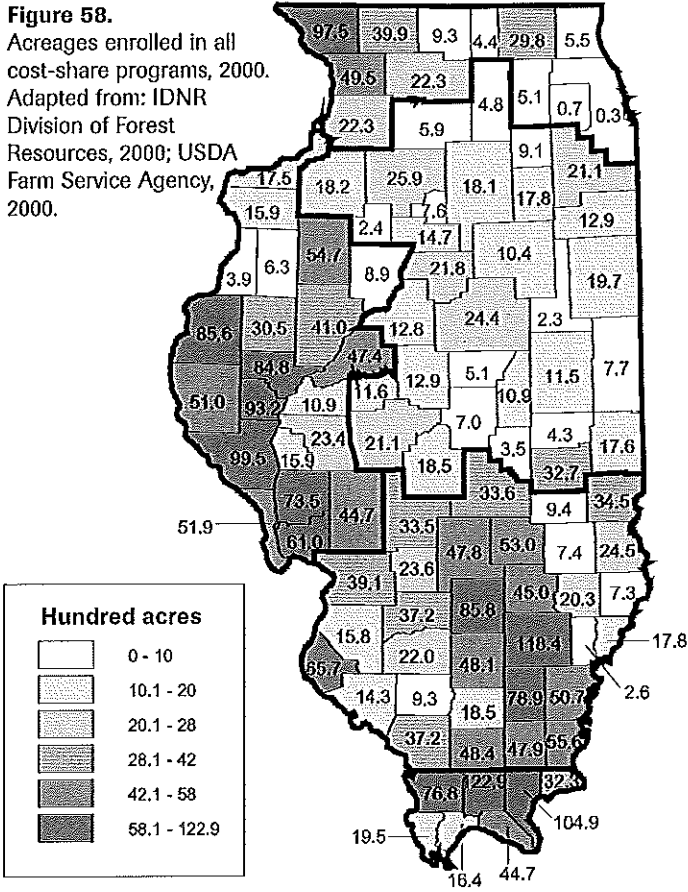 Figure 58.
Acreages enrolled in all
cost-share programs, 2000.
Adapted from: IDNR
Division of Forest
Resources, 2000; USDA
Farm Service Agency,
2000.
97.5 39.9 9.3 4.4 29.8 5.5
49.5 22.3 4.8 5.1 0.7 0.3
22.3 5.9 9.1
17.5 18.2 25.9 18.1 17.8 21.1
15.9 2.4 7.6 14.7 12.9
3.9 6.3 54.7 8.9 21.8 10.4 19.7
85.6 30.5 41.0 12.8 24.4 2.3
84.8 47.4 12.9 5.1 11.5 7.7
51.0 93.2 10.9 11.6 10.9
23.4 7.0 4.3
99.5 15.9 21.1 18.5 3.5 32.7 17.6
51.9 73.5 44.7 33.5 33.6 9.4 34.5
61.0 47.8 53.0 7.4 24.5
39.1 23.6 45.0 20.3 7.3
37.2 85.8
15.8 118.4 17.8
65.7 22.0 48.1 2.6
14.3 9.3 18.5 78.9 50.7
37.2 48.4 47.9 55.6
76.8 32.3
104.9
19.5
16.4 44.7
Hundred acres
0 - 10
10.1 - 20
20.1 - 28
28.1 - 42
42.1 - 58
58.1 - 122.9